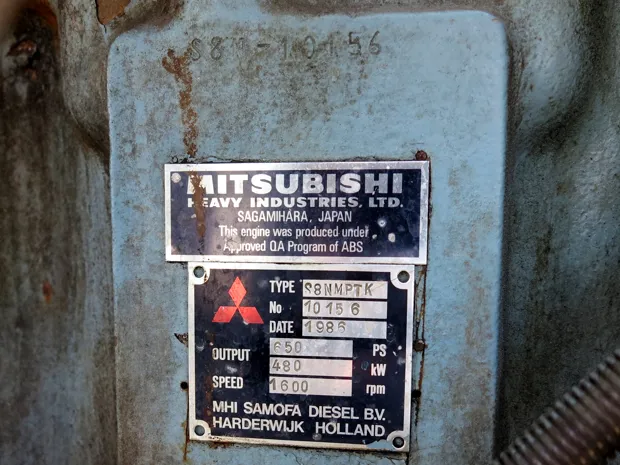 S8N-10156
MITSUBISHI
HEAVY INDUSTRIES, LTD.
SAGAMIHARA, JAPAN
This engine was produced under
Approved QA Program of ABS
TYPE S8NMPTK
No 10156
DATE 1986
OUTPUT 650 PS
480 kW
SPEED 1600 rpm
MHI SAMOFA DIESEL B.V.
HARDERWIJK HOLLAND